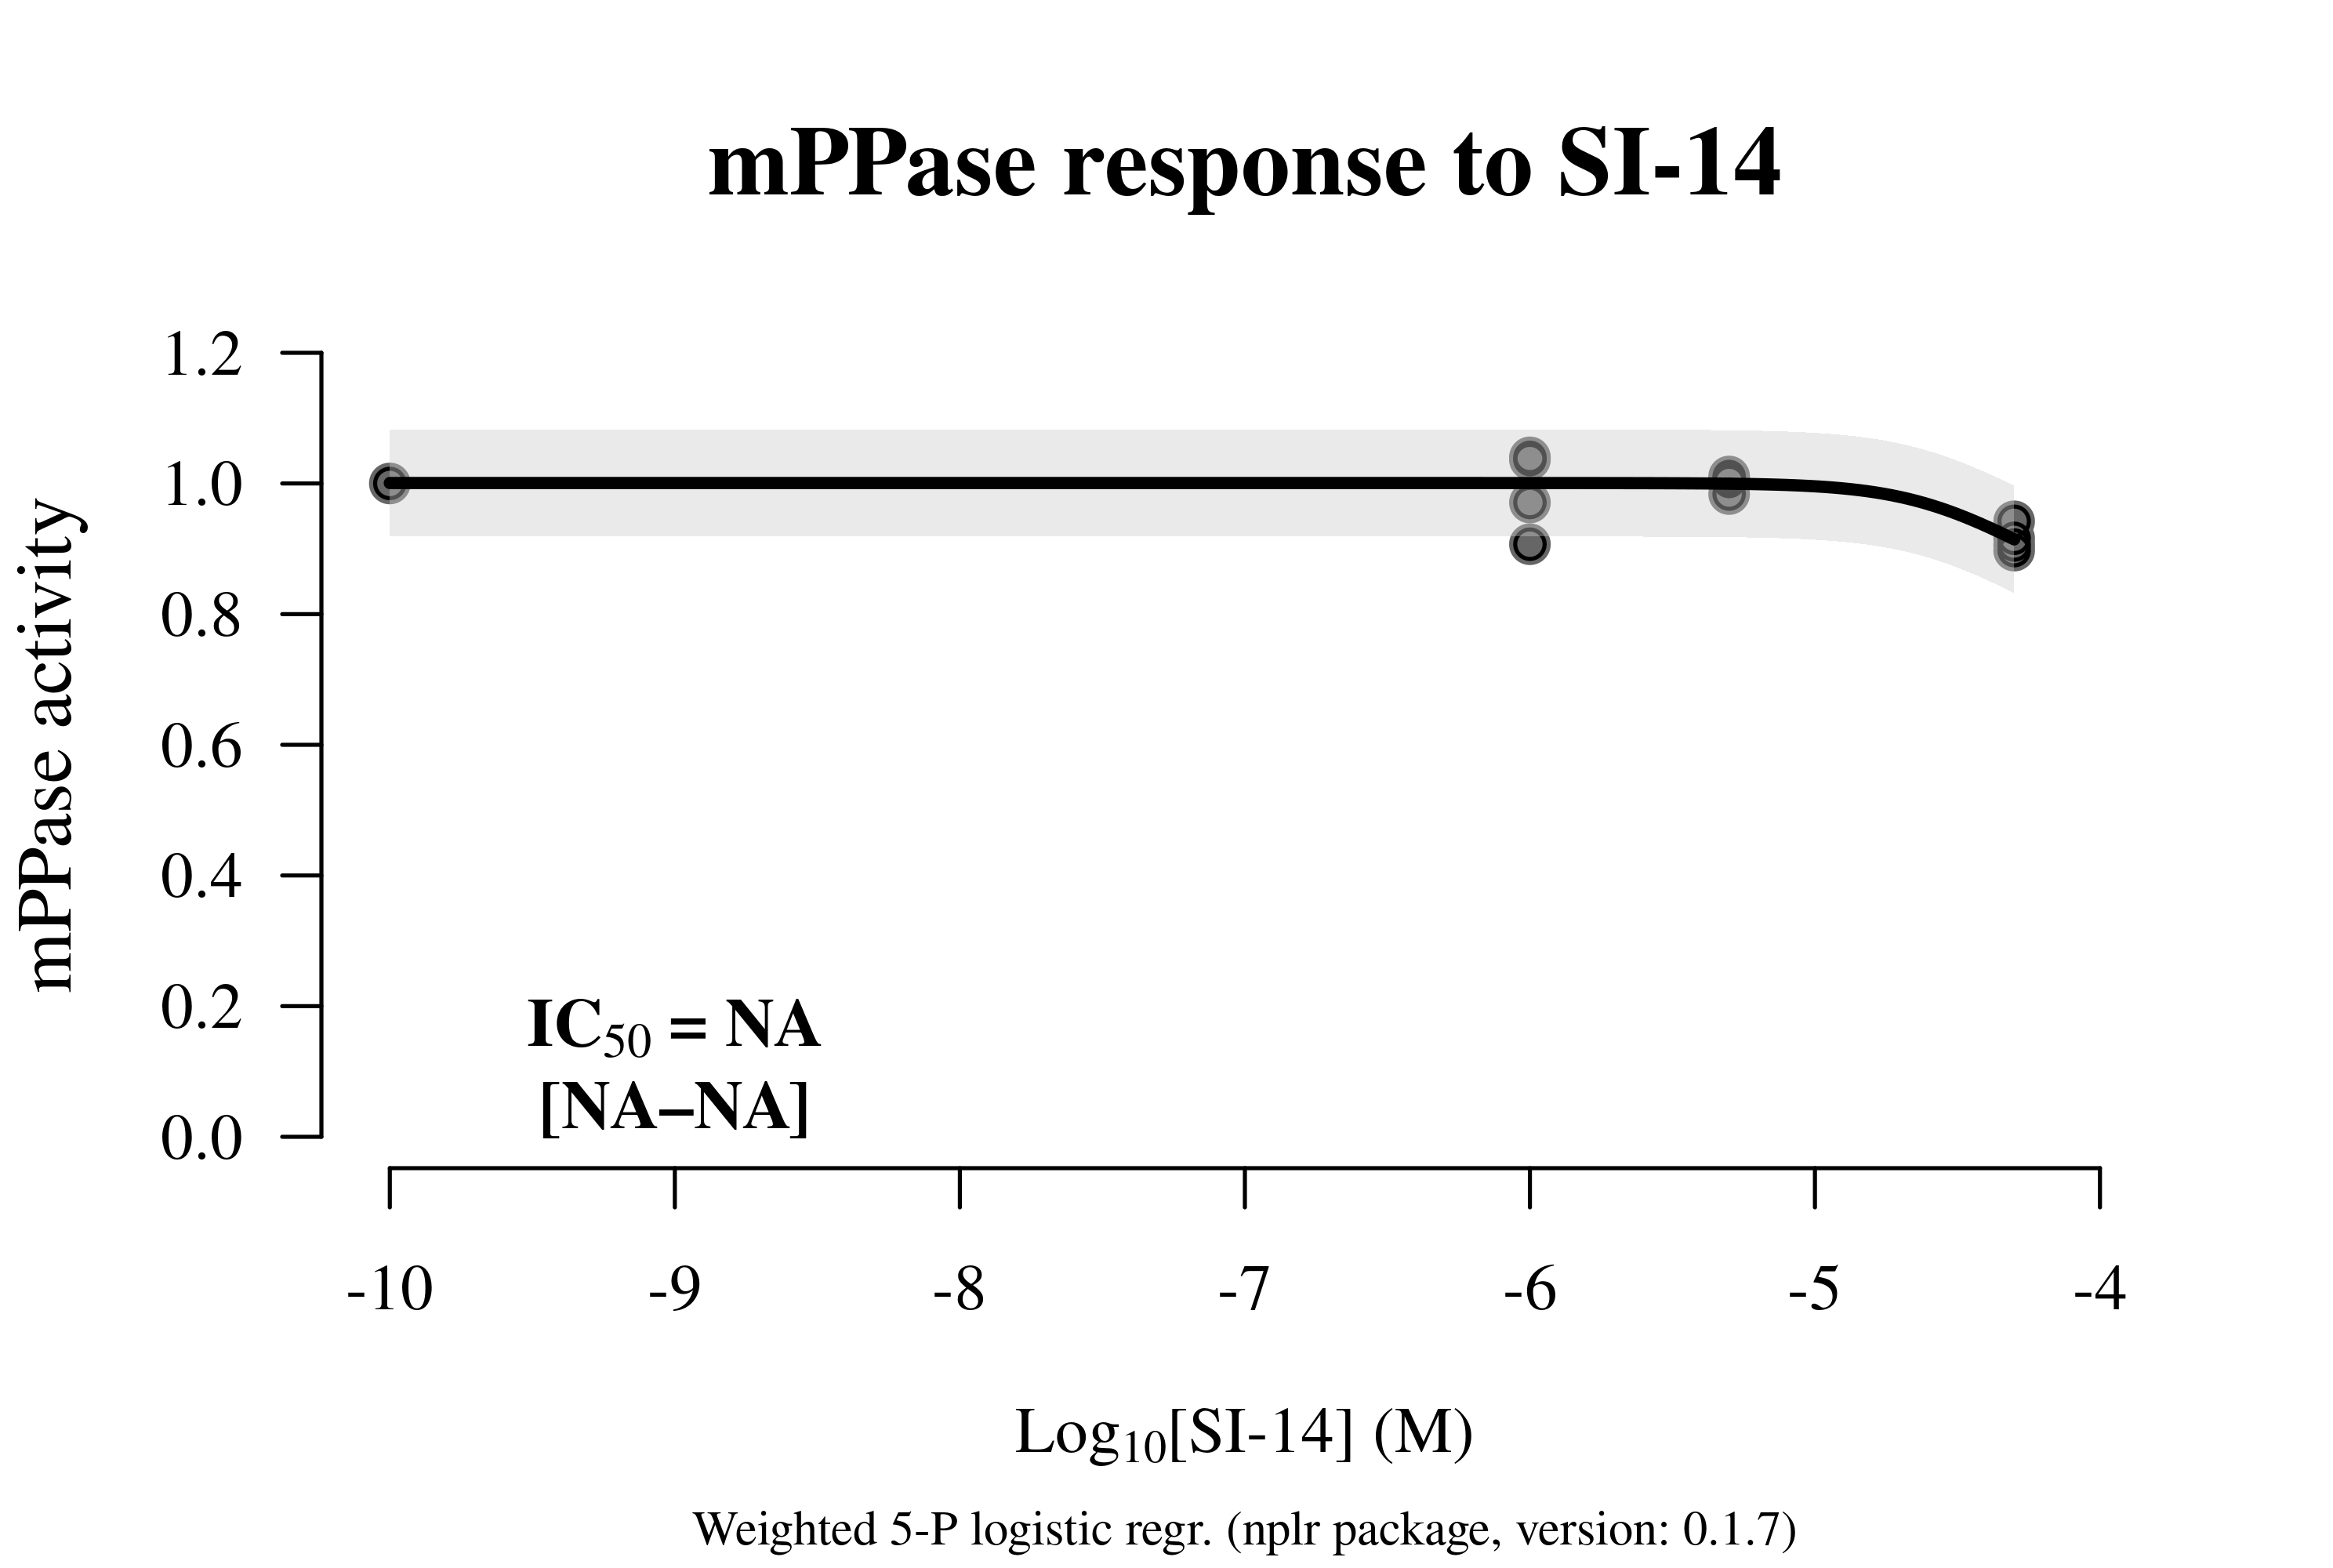 mPPase response to SI-14
mPPase activity
1.2
1.0
0.8
0.6
0.4
0.2
0.0
IC50 = NA
[NA–NA]
-10 -9 -8 -7 -6 -5 -4
Log10[SI-14] (M)
Weighted 5-P logistic regr. (nplr package, version: 0.1.7)